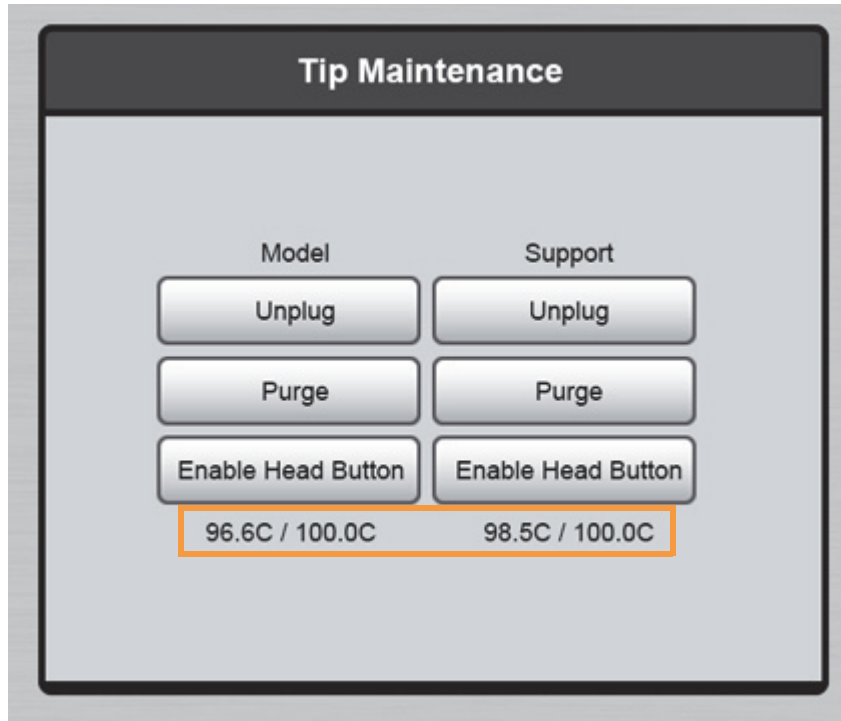 Tip Maintenance
Model Support
Unplug Unplug
Purge Purge
Enable Head Button Enable Head Button
96.6C / 100.0C 98.5C / 100.0C